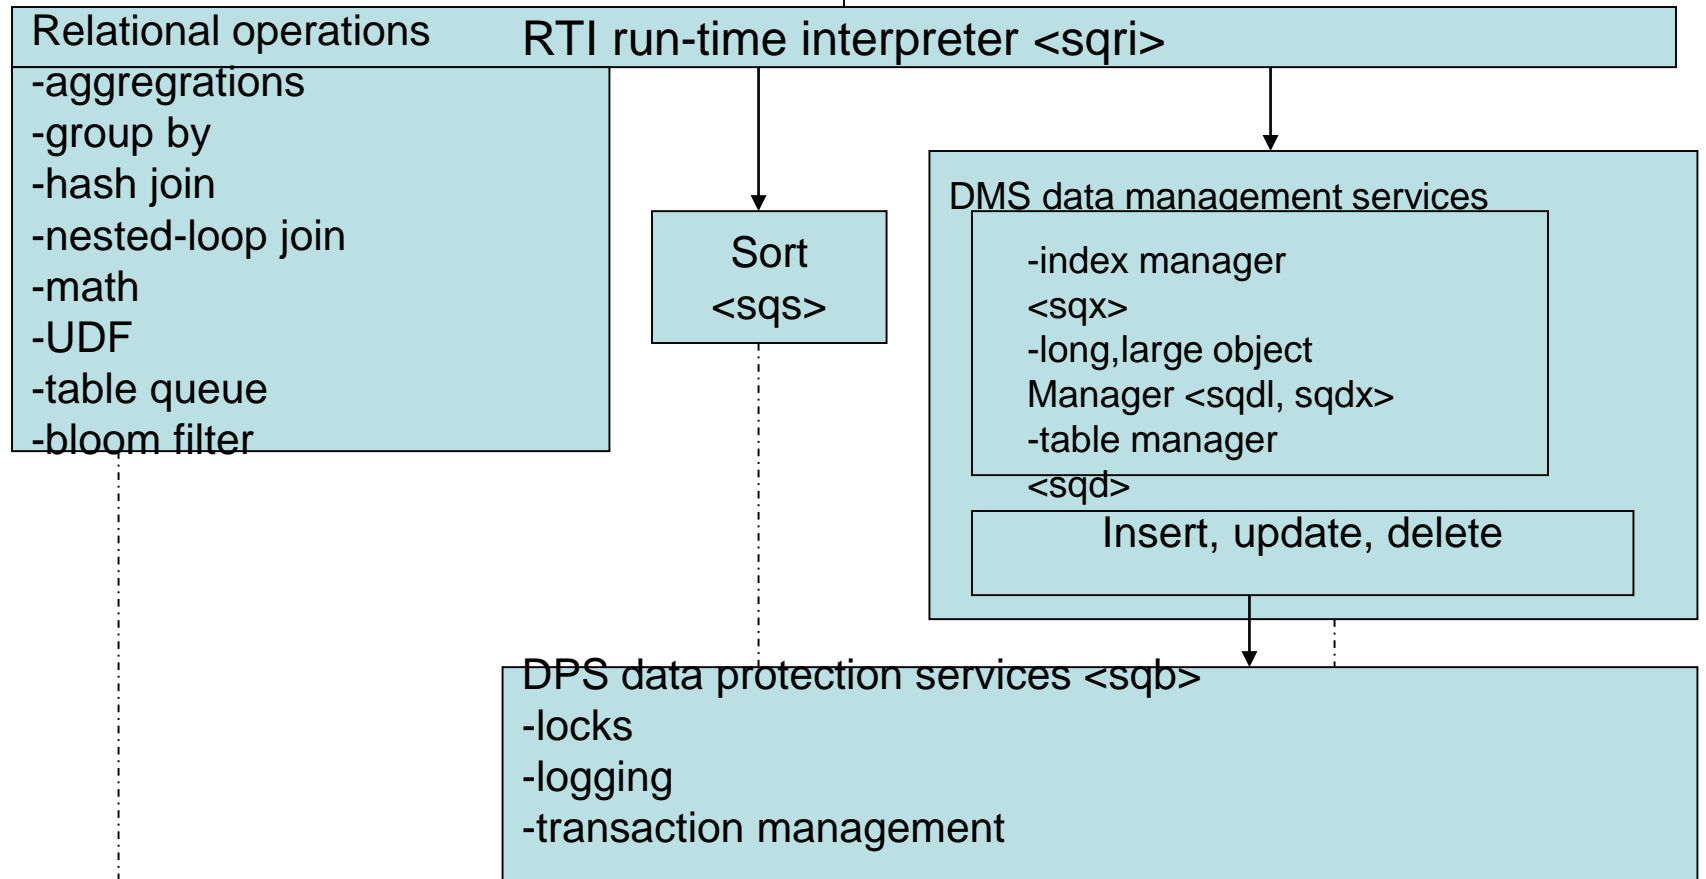 Relational operations
RTI run-time interpreter <sqri>
-aggregrations
-group by
-hash join
-nested-loop join
-math
-UDF
-table queue
-bloom filter
Sort
<sqs>
DMS data management services
-index manager
<sqx>
-long,large object
Manager <sqdl, sqdx>
-table manager
<sqd>
Insert, update, delete
DPS data protection services <sqb>
-locks
-logging
-transaction management